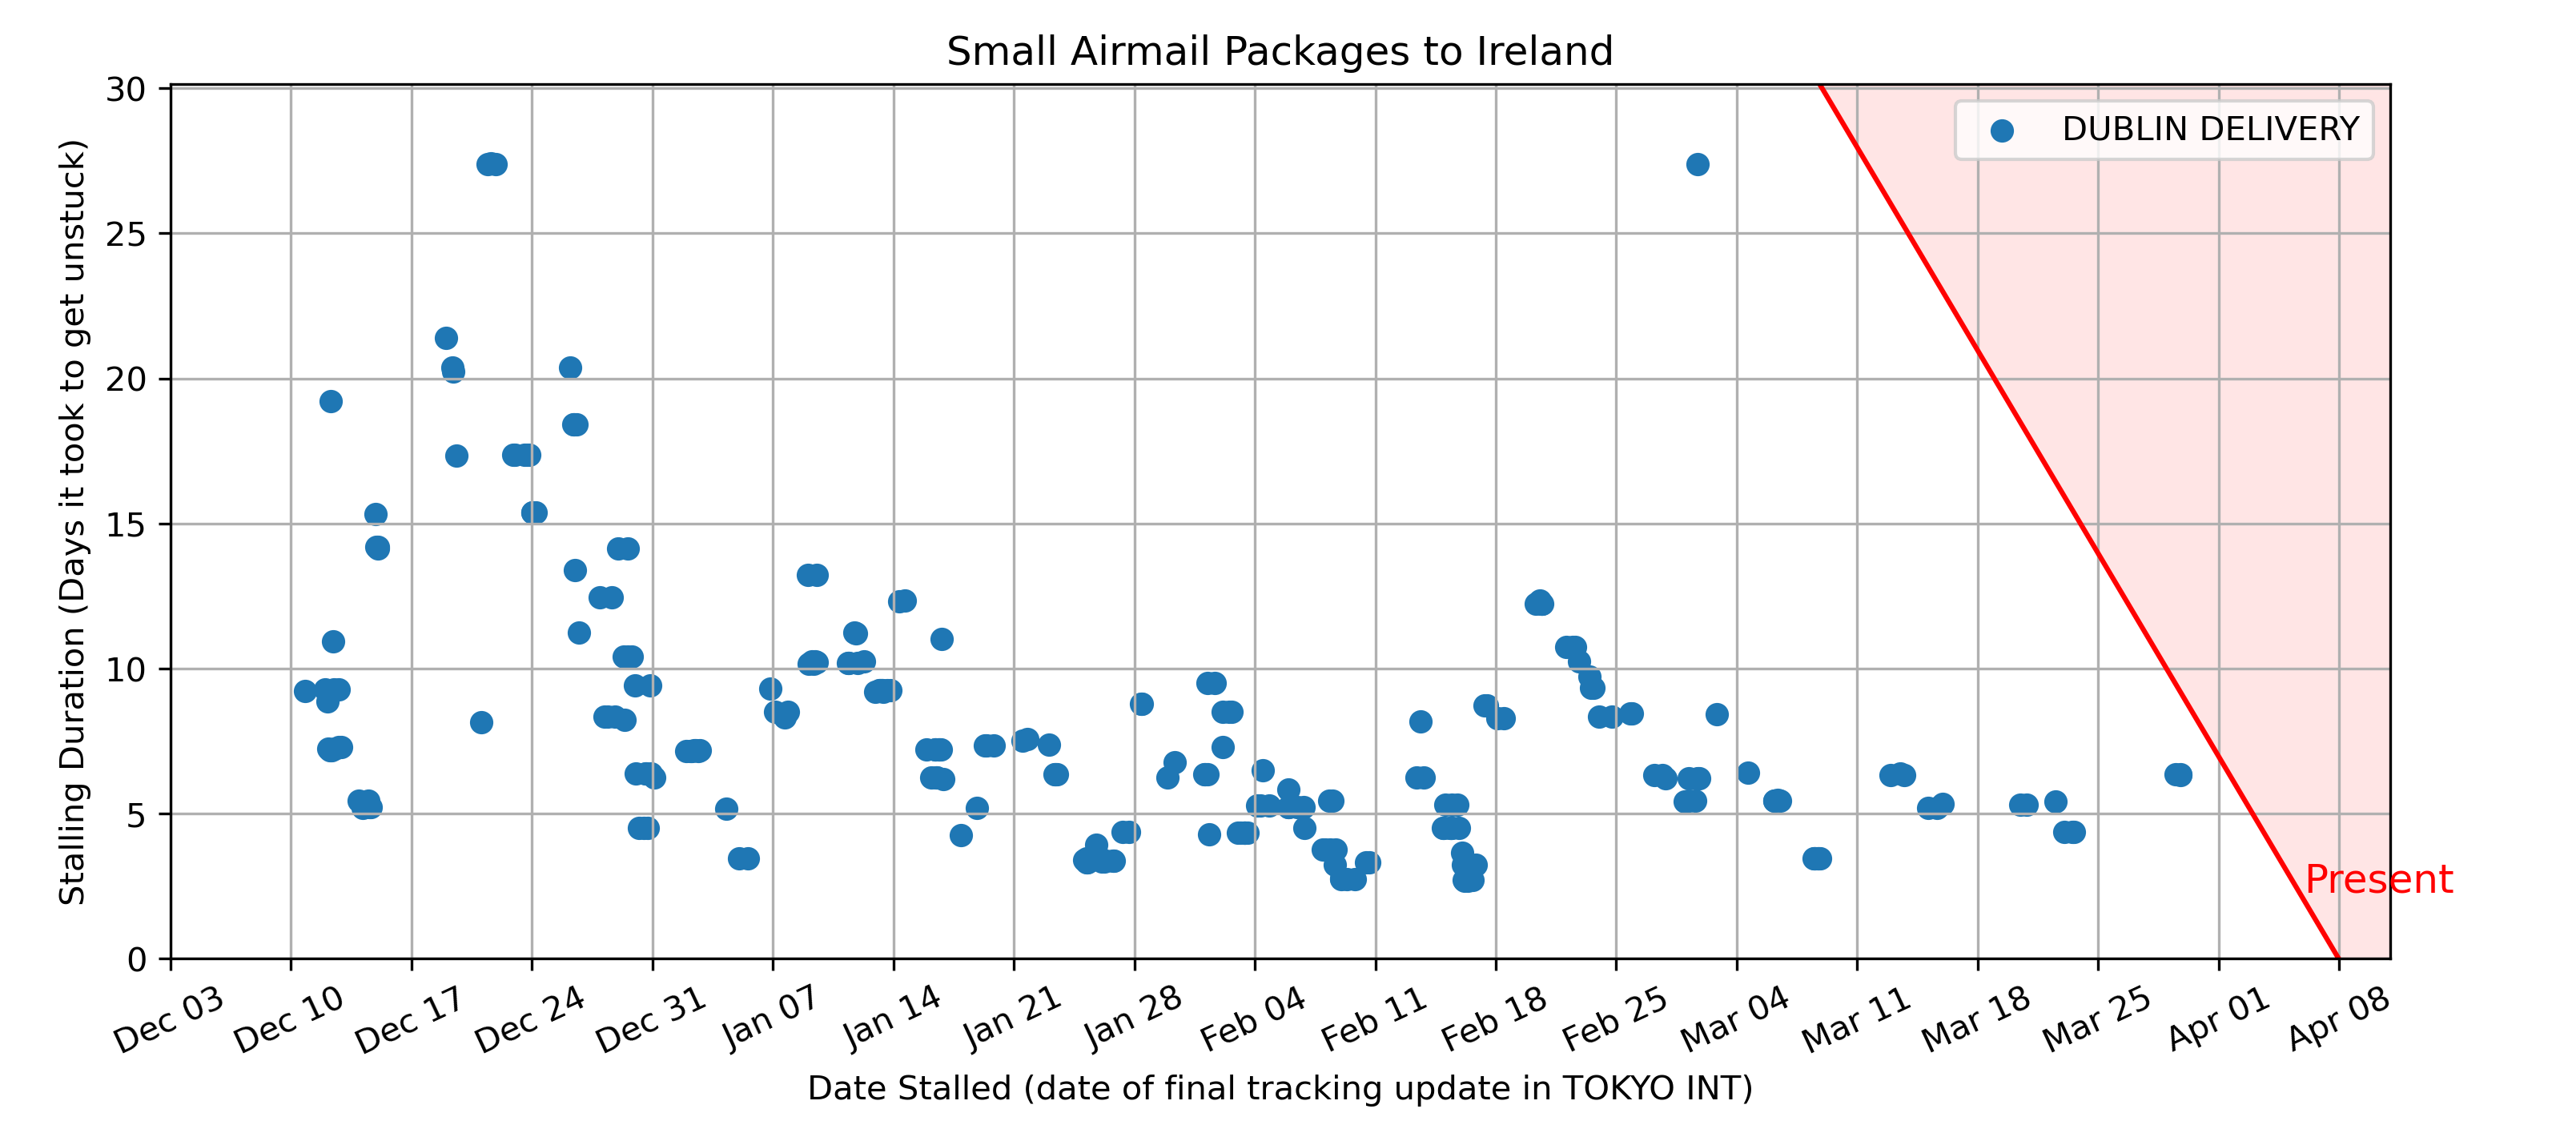 Small Airmail Packages to Ireland
DUBLIN DELIVERY
Stalling Duration (Days it took to get unstuck)
30
25
20
15
10
5
0
Present
Dec 03
Dec 10
Dec 17
Dec 24
Dec 31
Jan 07
Jan 14
Jan 21
Jan 28
Feb 04
Feb 11
Feb 18
Feb 25
Mar 04
Mar 11
Mar 18
Mar 25
Apr 01
Apr 08
Date Stalled (date of final tracking update in TOKYO INT)